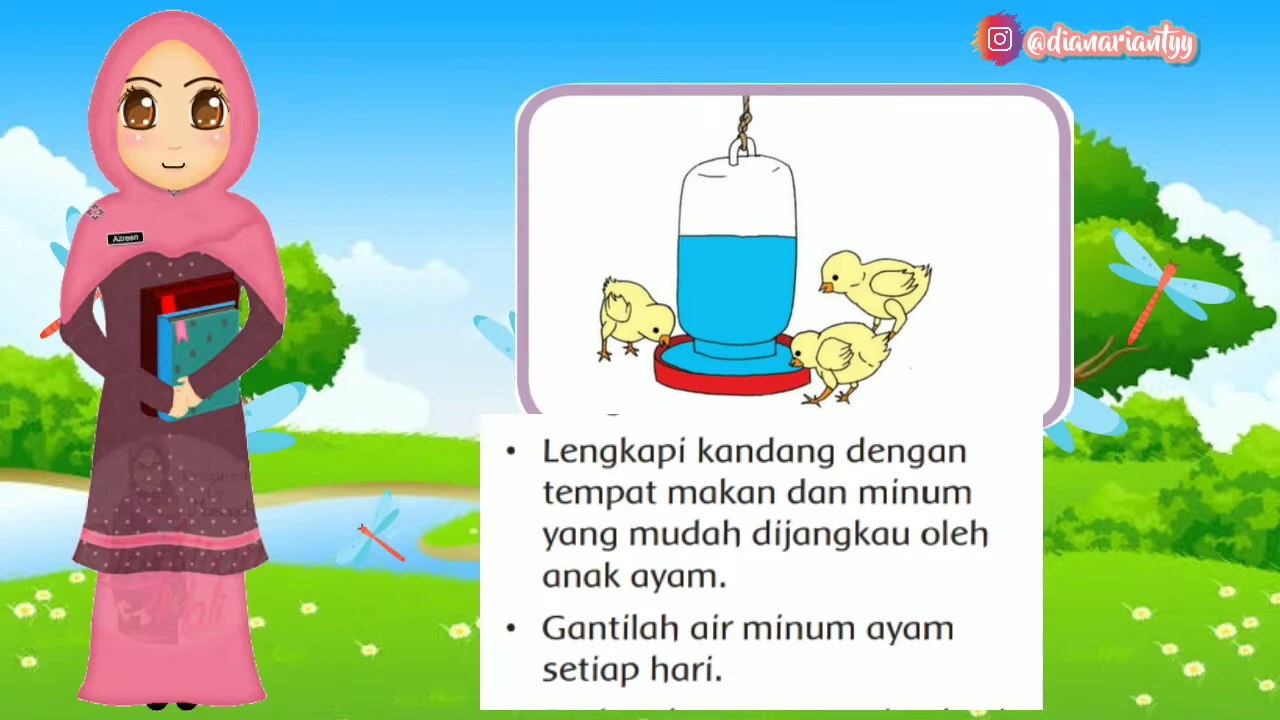 @dianariantyy
Azreen
• Lengkapi kandang dengan
tempat makan dan minum
yang mudah dijangkau oleh
anak ayam.
• Gantilah air minum ayam
setiap hari.